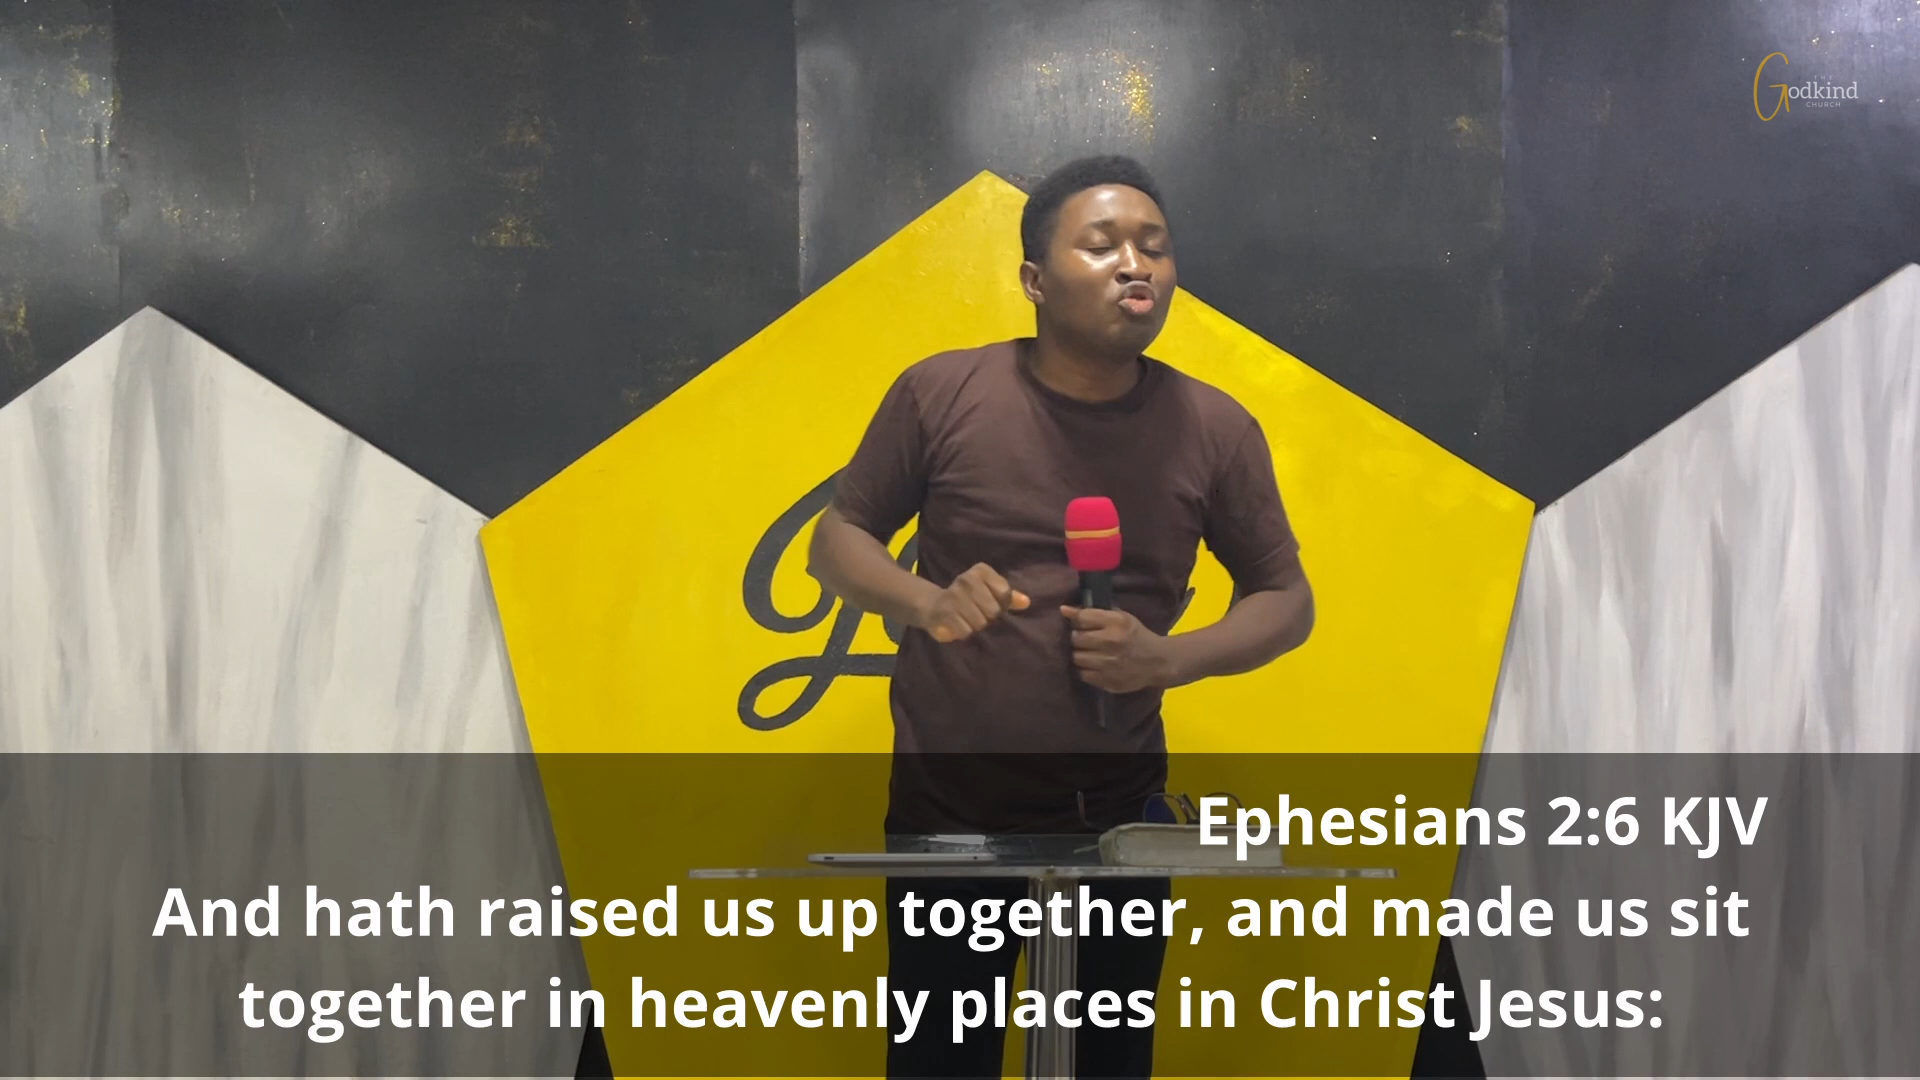 THE
Godkind
CHURCH
Ephesians 2:6 KJV
And hath raised us up together, and made us sit
together in heavenly places in Christ Jesus: